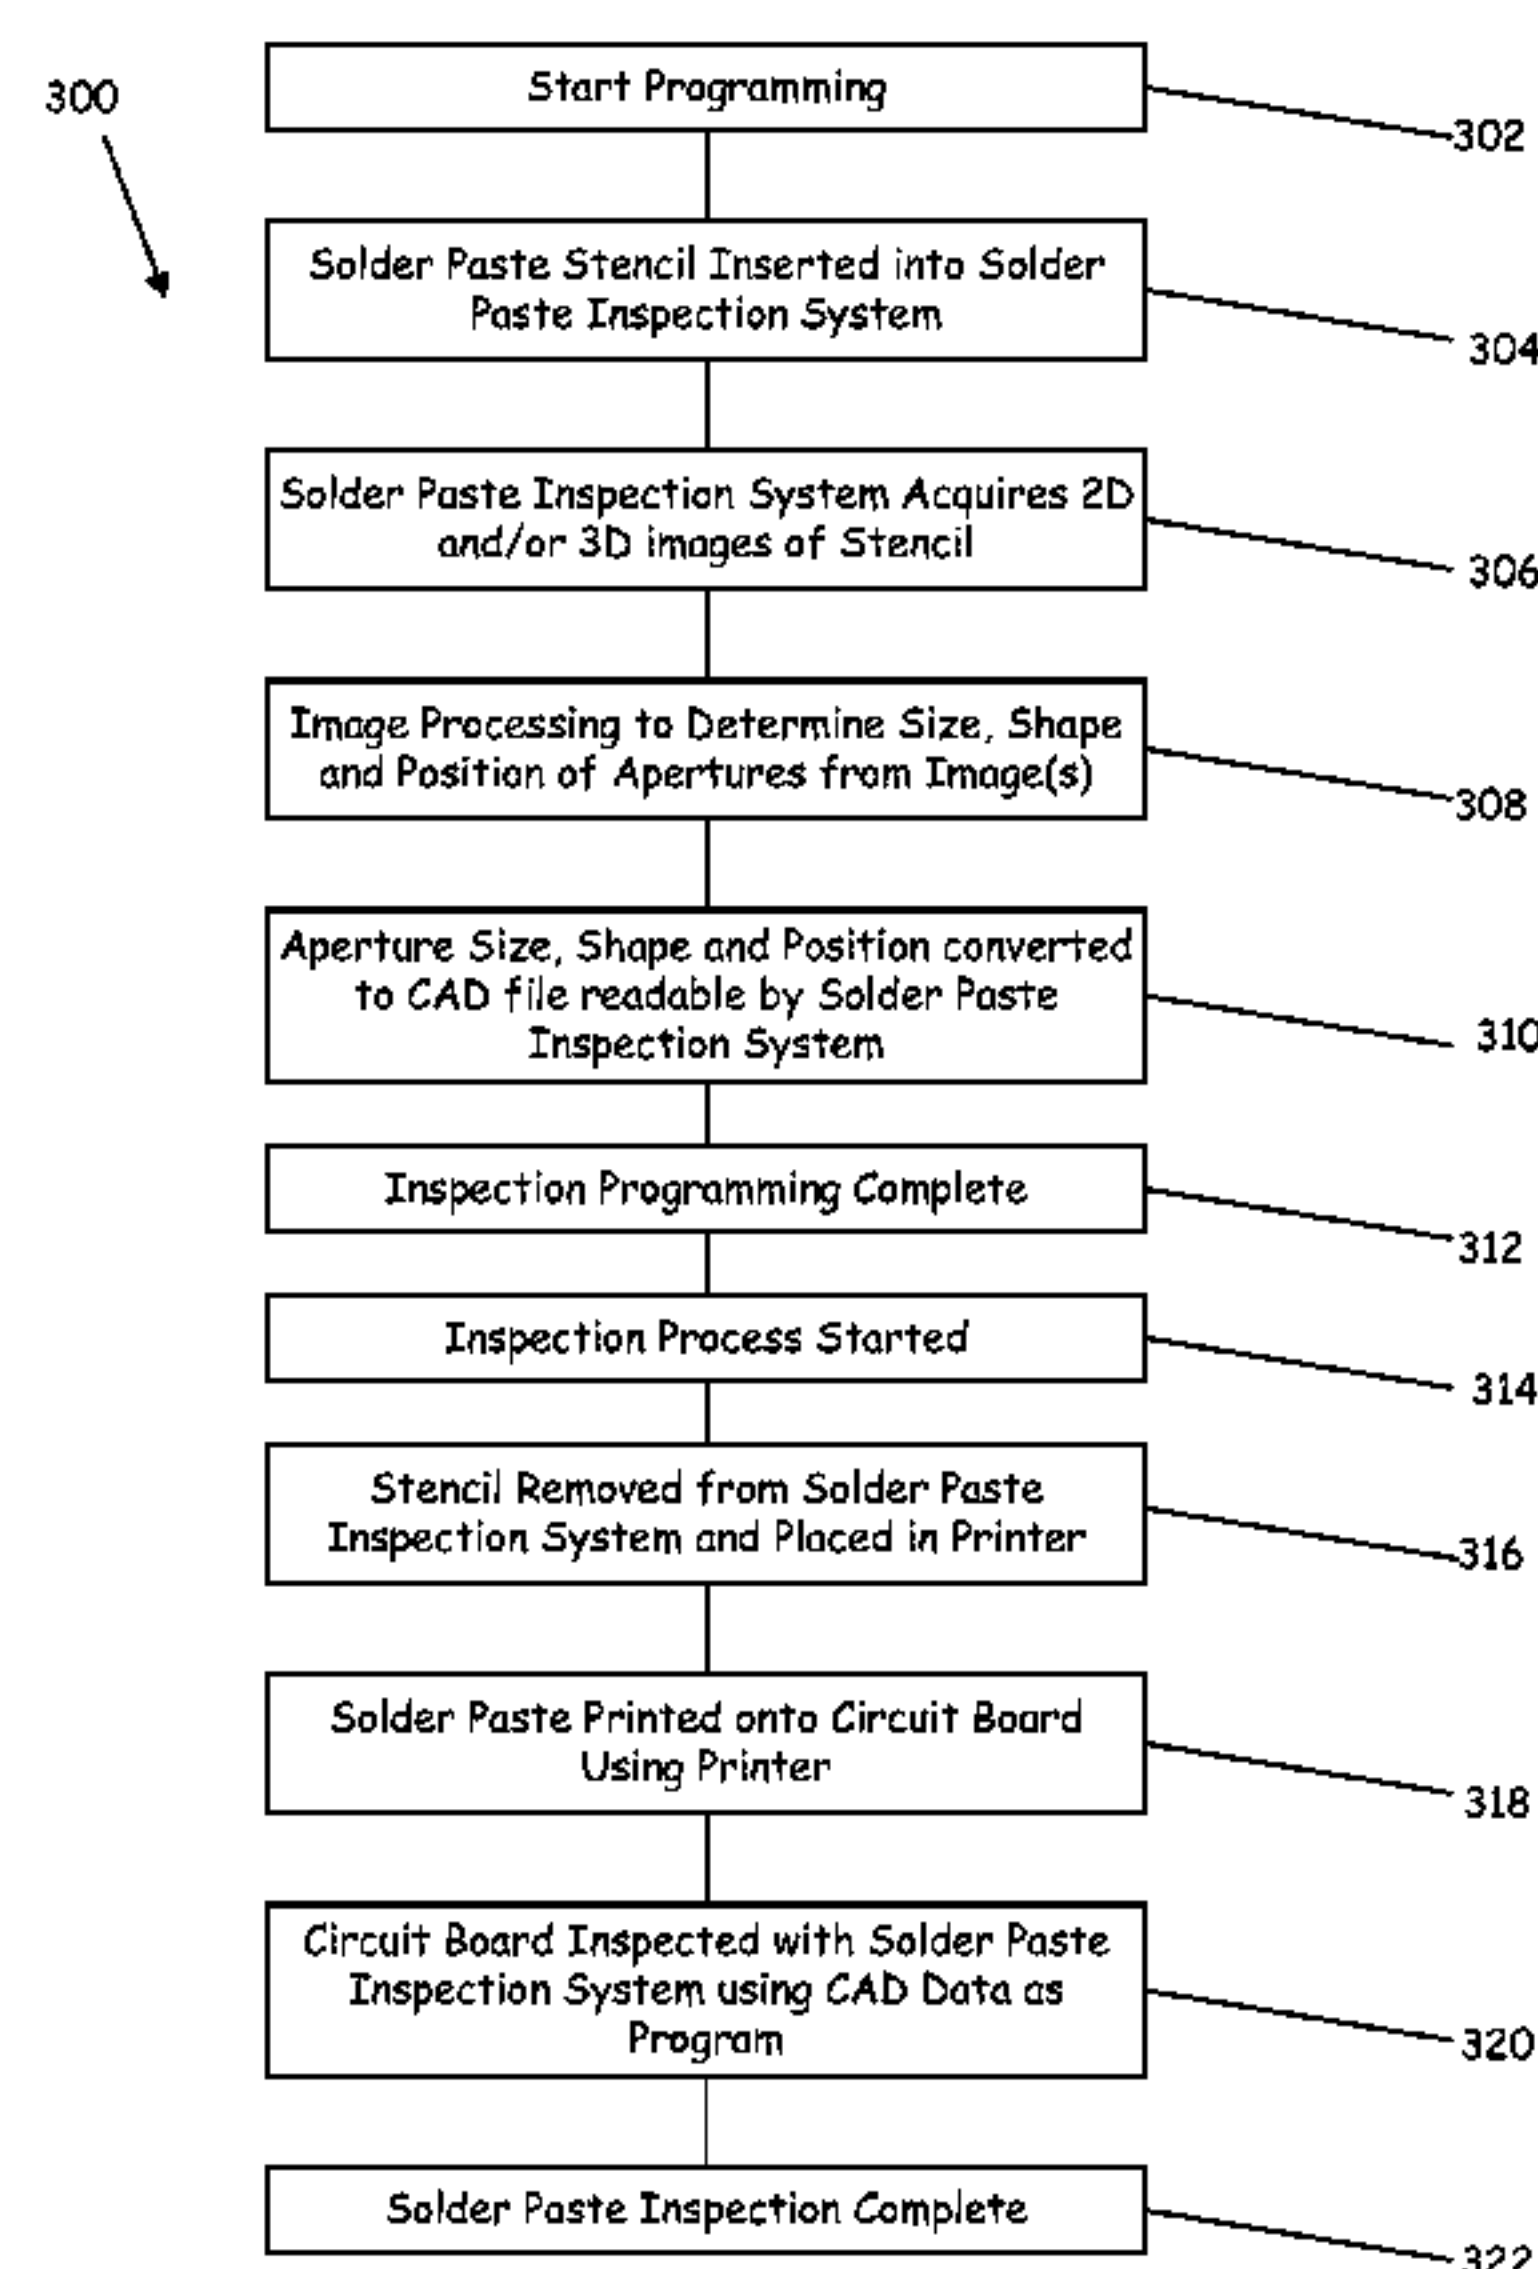 300
Start Programming
302
Solder Paste Stencil Inserted into Solder
Paste Inspection System
304
Solder Paste Inspection System Acquires 2D
and/or 3D images of Stencil
306
Image Processing to Determine Size, Shape
and Position of Apertures from Image(s)
308
Aperture Size, Shape and Position converted
to CAD file readable by Solder Paste
Inspection System
310
Inspection Programming Complete
312
Inspection Process Started
314
Stencil Removed from Solder Paste
Inspection System and Placed in Printer
316
Solder Paste Printed onto Circuit Board
Using Printer
318
Circuit Board Inspected with Solder Paste
Inspection System using CAD Data as
Program
320
Solder Paste Inspection Complete
322